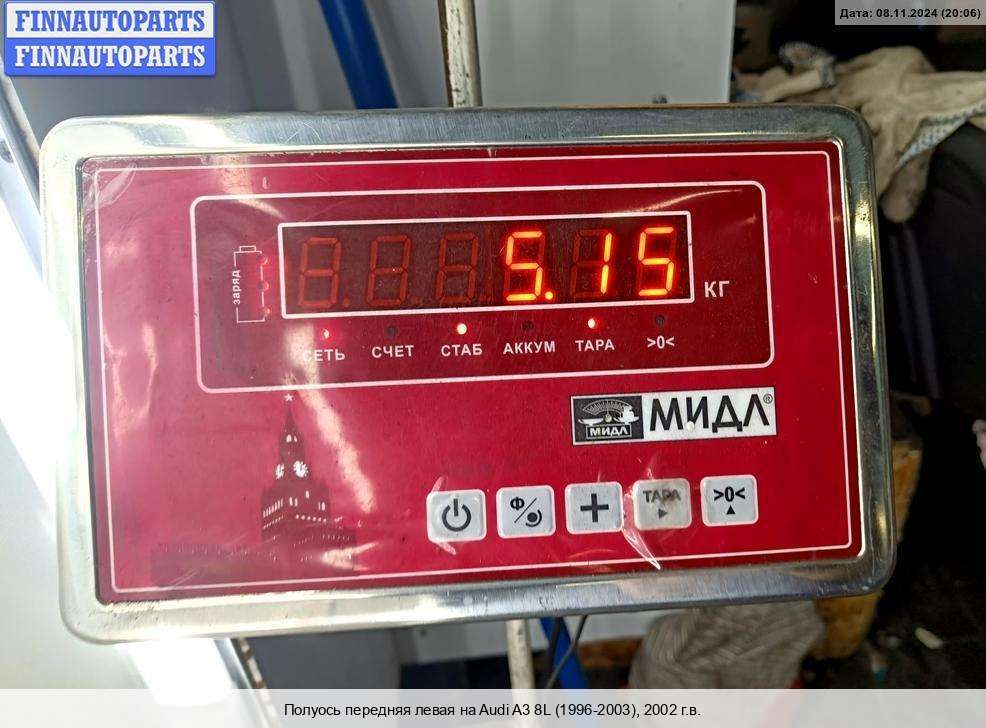 FINNAUTOPARTS
FINNAUTOPARTS
Дата: 08.11.2024 (20:06)
заряд
5.15
КГ
СЕТЬ СЧЕТ СТАБ АККУМ ТАРА >0<
МИДЛ МИДЛ®
Ф/ + ТАРА >0<
Полуось передняя левая на Audi A3 8L (1996-2003), 2002 г.в.